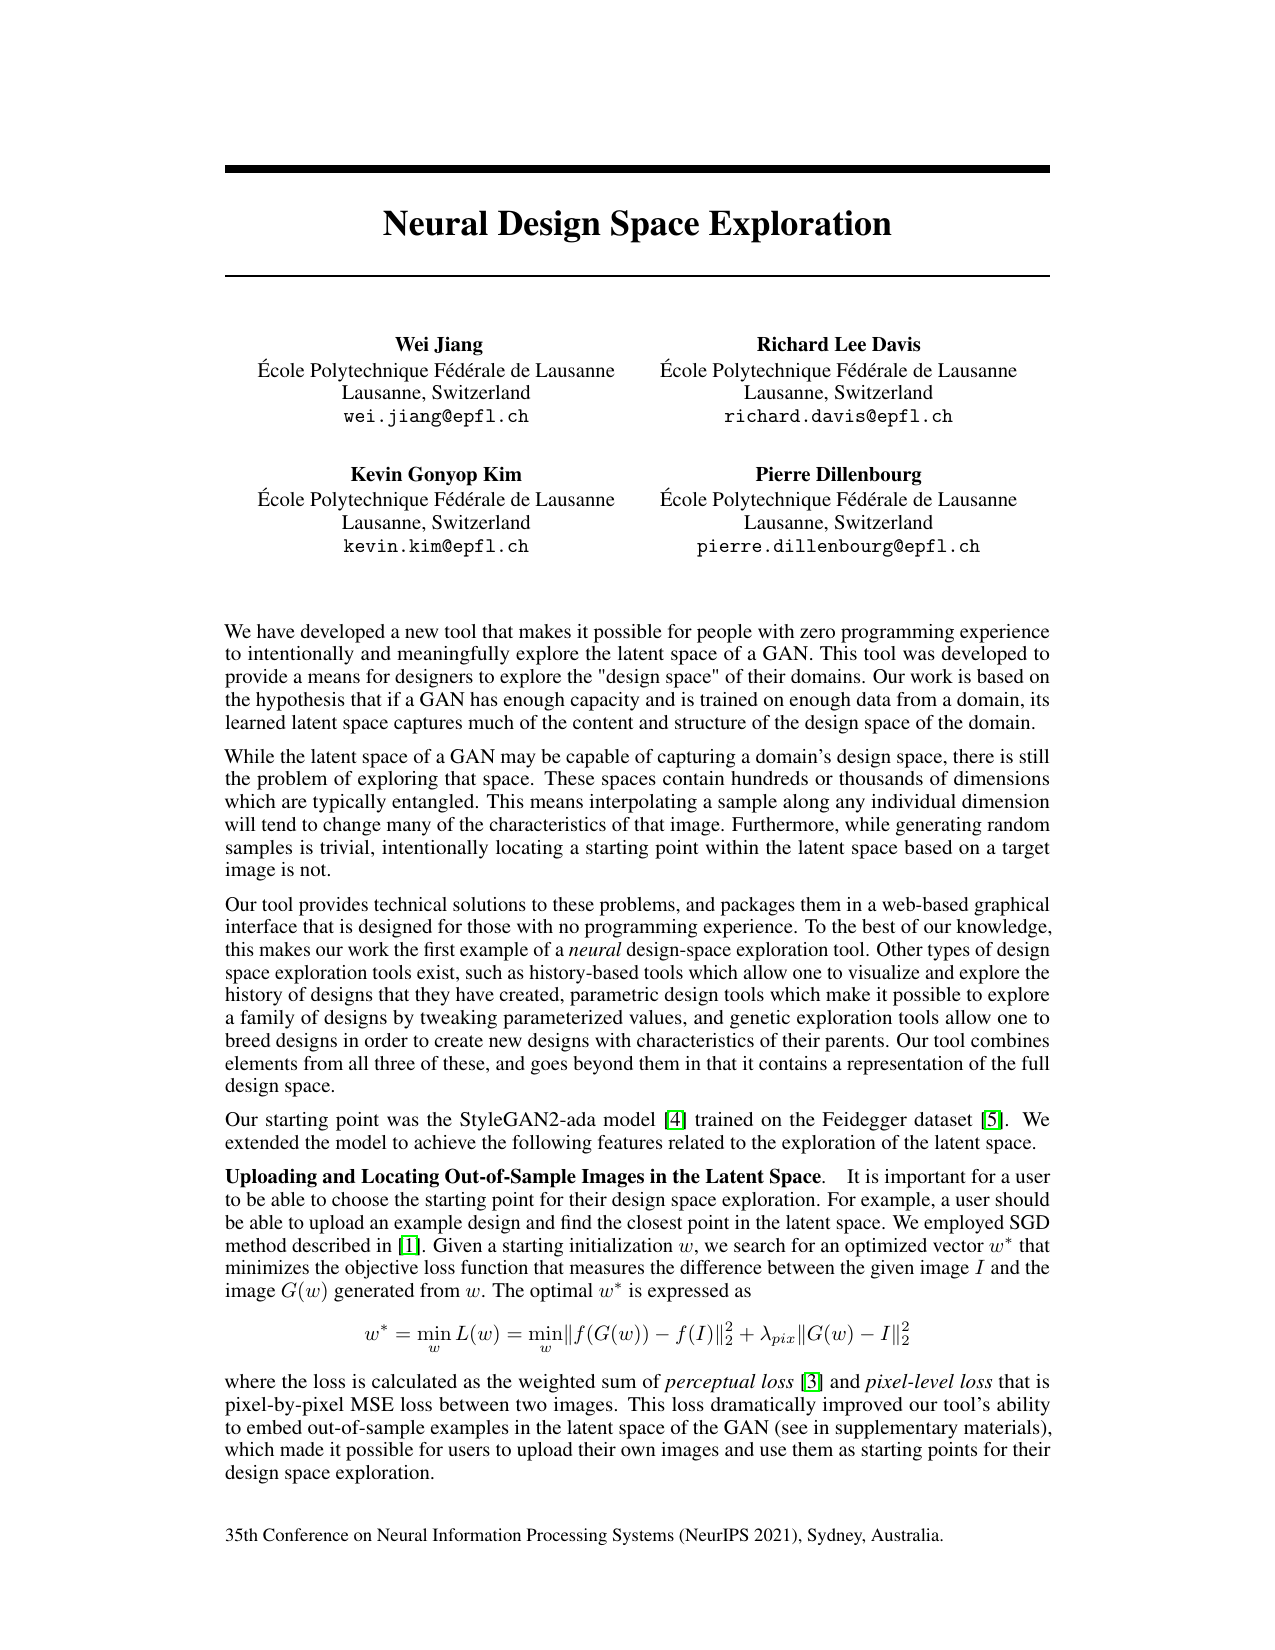 Neural Design Space Exploration
Wei Jiang
École Polytechnique Fédérale de Lausanne
Lausanne, Switzerland
wei.jiang@epfl.ch
Richard Lee Davis
École Polytechnique Fédérale de Lausanne
Lausanne, Switzerland
richard.davis@epfl.ch
Kevin Gonyop Kim
École Polytechnique Fédérale de Lausanne
Lausanne, Switzerland
kevin.kim@epfl.ch
Pierre Dillenbourg
École Polytechnique Fédérale de Lausanne
Lausanne, Switzerland
pierre.dillenbourg@epfl.ch
We have developed a new tool that makes it possible for people with zero programming experience
to intentionally and meaningfully explore the latent space of a GAN. This tool was developed to
provide a means for designers to explore the "design space" of their domains. Our work is based on
the hypothesis that if a GAN has enough capacity and is trained on enough data from a domain, its
learned latent space captures much of the content and structure of the design space of the domain.
While the latent space of a GAN may be capable of capturing a domain's design space, there is still
the problem of exploring that space. These spaces contain hundreds or thousands of dimensions
which are typically entangled. This means interpolating a sample along any individual dimension
will tend to change many of the characteristics of that image. Furthermore, while generating random
samples is trivial, intentionally locating a starting point within the latent space based on a target
image is not.
Our tool provides technical solutions to these problems, and packages them in a web-based graphical
interface that is designed for those with no programming experience. To the best of our knowledge,
this makes our work the first example of a neural design-space exploration tool. Other types of design
space exploration tools exist, such as history-based tools which allow one to visualize and explore the
history of designs that they have created, parametric design tools which make it possible to explore
a family of designs by tweaking parameterized values, and genetic exploration tools allow one to
breed designs in order to create new designs with characteristics of their parents. Our tool combines
elements from all three of these, and goes beyond them in that it contains a representation of the full
design space.
Our starting point was the StyleGAN2-ada model [4] trained on the Feidegger dataset [5]. We
extended the model to achieve the following features related to the exploration of the latent space.
Uploading and Locating Out-of-Sample Images in the Latent Space. It is important for a user
to be able to choose the starting point for their design space exploration. For example, a user should
be able to upload an example design and find the closest point in the latent space. We employed SGD
method described in [1]. Given a starting initialization w, we search for an optimized vector w* that
minimizes the objective loss function that measures the difference between the given image I and the
image G(w) generated from w. The optimal w* is expressed as
w* = min_w L(w) = min_w ‖f(G(w)) − f(I)‖₂² + λ_pix‖G(w) − I‖₂²
where the loss is calculated as the weighted sum of perceptual loss [3] and pixel-level loss that is
pixel-by-pixel MSE loss between two images. This loss dramatically improved our tool's ability
to embed out-of-sample examples in the latent space of the GAN (see in supplementary materials),
which made it possible for users to upload their own images and use them as starting points for their
design space exploration.
35th Conference on Neural Information Processing Systems (NeurIPS 2021), Sydney, Australia.